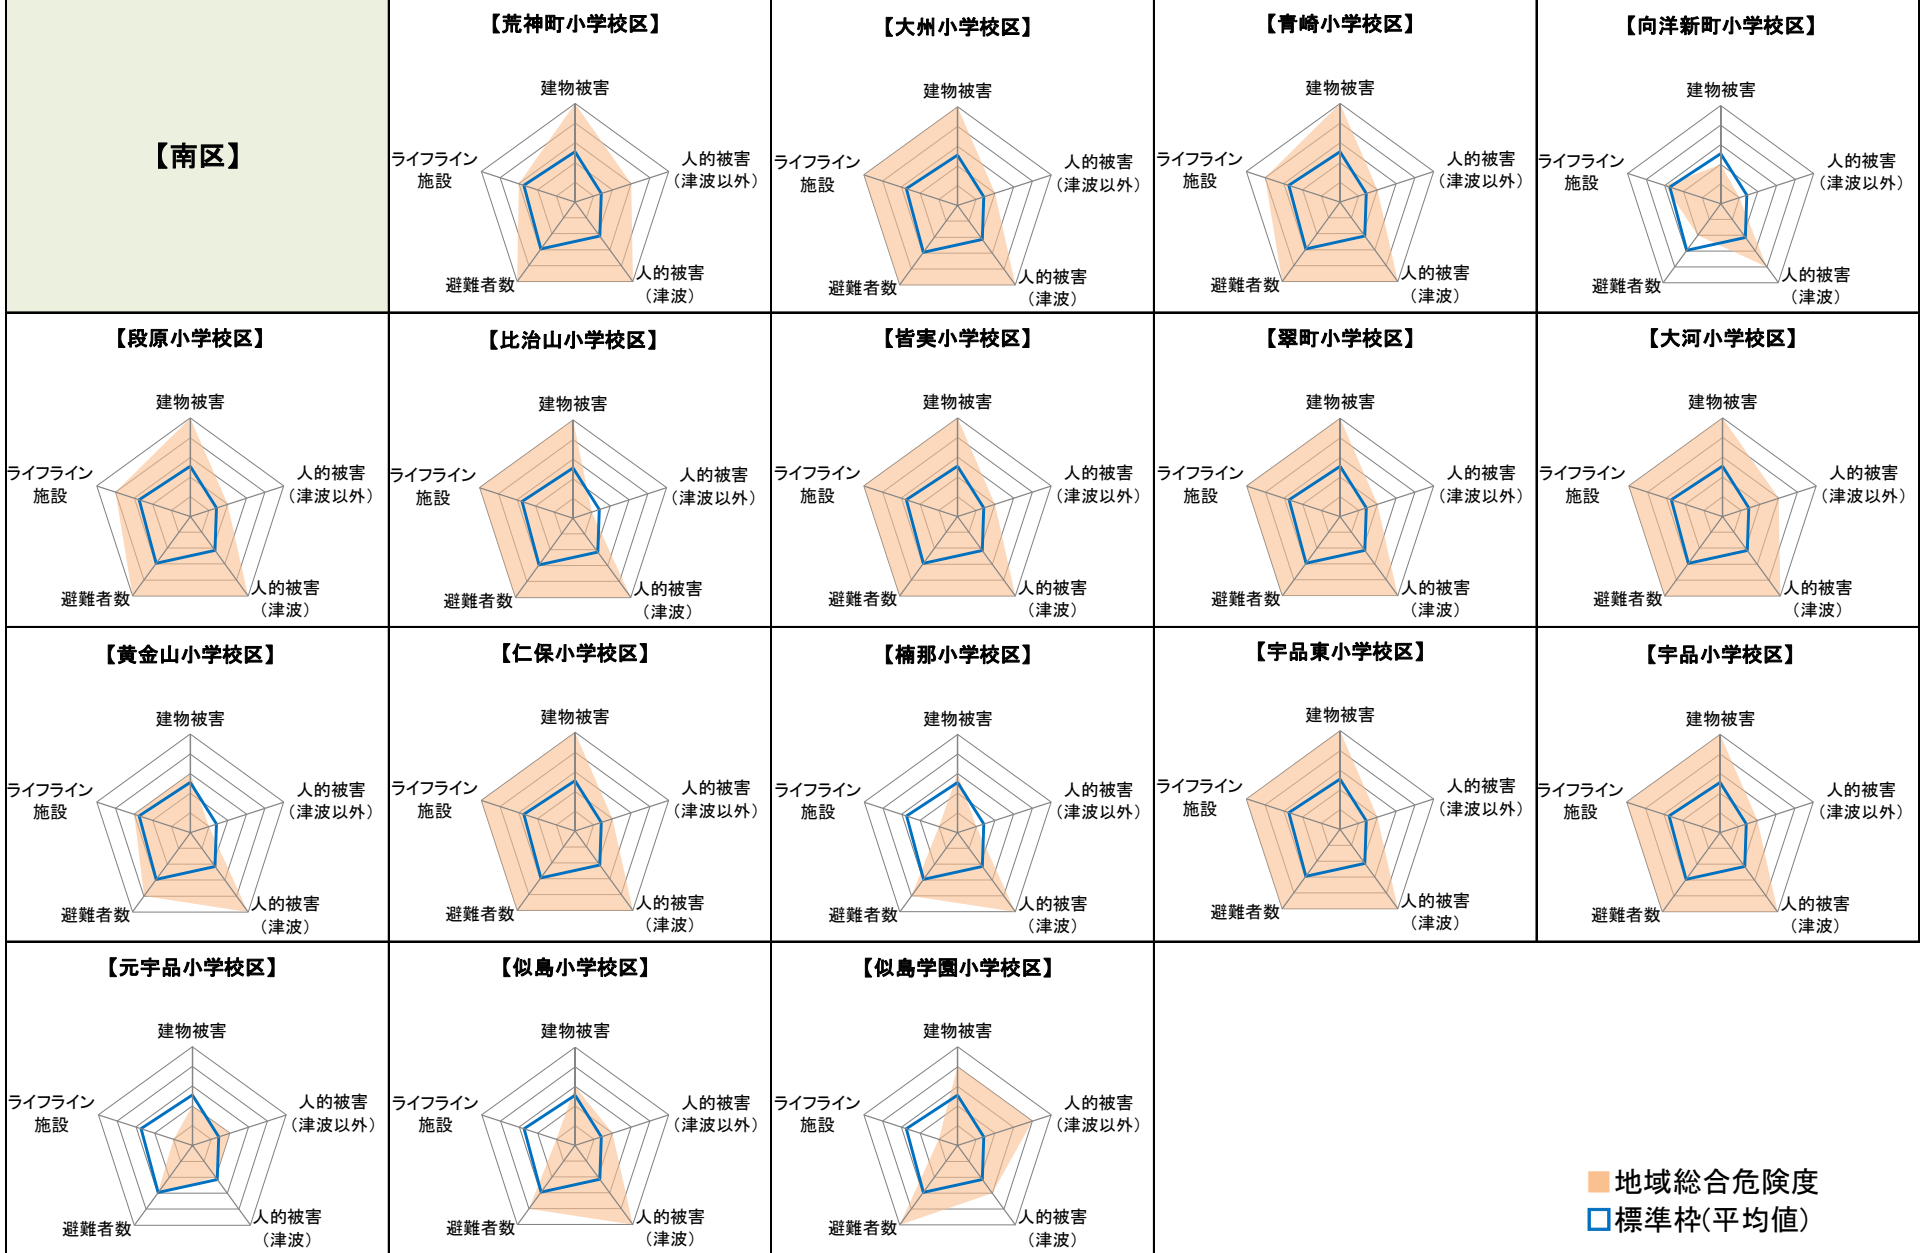 【南区】
【荒神町小学校区】
建物被害
人的被害
（津波以外）
人的被害
（津波）
避難者数
ライフライン
施設
【大州小学校区】
建物被害
人的被害
（津波以外）
人的被害
（津波）
避難者数
ライフライン
施設
【青崎小学校区】
建物被害
人的被害
（津波以外）
人的被害
（津波）
避難者数
ライフライン
施設
【向洋新町小学校区】
建物被害
人的被害
（津波以外）
人的被害
（津波）
避難者数
ライフライン
施設
【段原小学校区】
建物被害
人的被害
（津波以外）
人的被害
（津波）
避難者数
ライフライン
施設
【比治山小学校区】
建物被害
人的被害
（津波以外）
人的被害
（津波）
避難者数
ライフライン
施設
【皆実小学校区】
建物被害
人的被害
（津波以外）
人的被害
（津波）
避難者数
ライフライン
施設
【翠町小学校区】
建物被害
人的被害
（津波以外）
人的被害
（津波）
避難者数
ライフライン
施設
【大河小学校区】
建物被害
人的被害
（津波以外）
人的被害
（津波）
避難者数
ライフライン
施設
【黄金山小学校区】
建物被害
人的被害
（津波以外）
人的被害
（津波）
避難者数
ライフライン
施設
【仁保小学校区】
建物被害
人的被害
（津波以外）
人的被害
（津波）
避難者数
ライフライン
施設
【楠那小学校区】
建物被害
人的被害
（津波以外）
人的被害
（津波）
避難者数
ライフライン
施設
【宇品東小学校区】
建物被害
人的被害
（津波以外）
人的被害
（津波）
避難者数
ライフライン
施設
【宇品小学校区】
建物被害
人的被害
（津波以外）
人的被害
（津波）
避難者数
ライフライン
施設
【元宇品小学校区】
建物被害
人的被害
（津波以外）
人的被害
（津波）
避難者数
ライフライン
施設
【似島小学校区】
建物被害
人的被害
（津波以外）
人的被害
（津波）
避難者数
ライフライン
施設
【似島学園小学校区】
建物被害
人的被害
（津波以外）
人的被害
（津波）
避難者数
ライフライン
施設
地域総合危険度
標準枠(平均値)